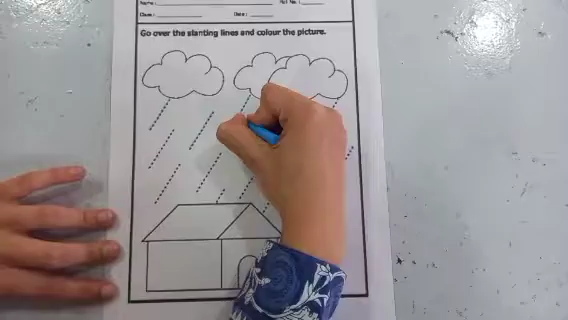 Name : Roll No. :
Class : Date :
Go over the slanting lines and colour the picture.